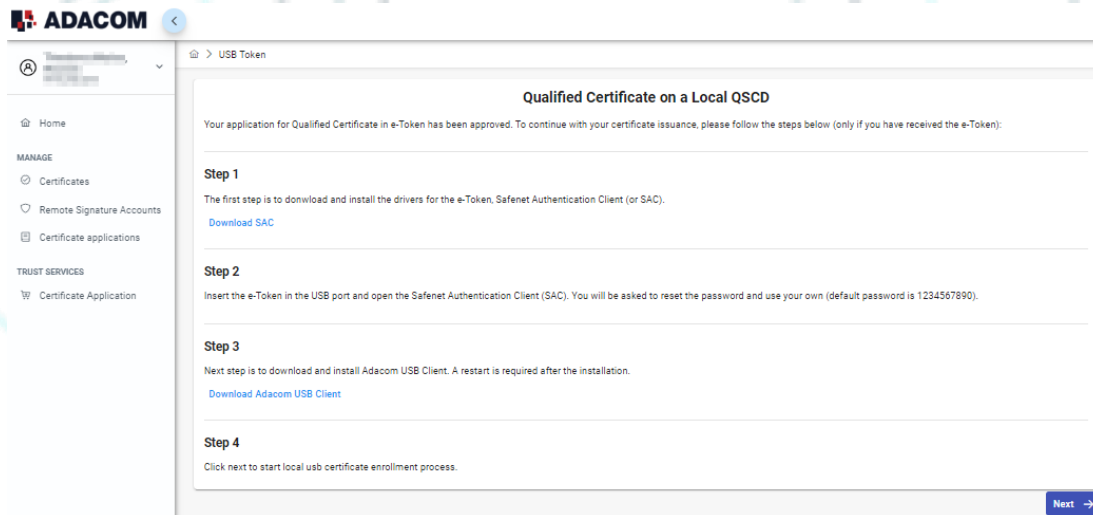 ADACOM
USB Token
Home
MANAGE
Certificates
Remote Signature Accounts
Certificate applications
TRUST SERVICES
Certificate Application
Qualified Certificate on a Local QSCD
Your application for Qualified Certificate in e-Token has been approved. To continue with your certificate issuance, please follow the steps below (only if you have received the e-Token):
Step 1
The first step is to donwload and install the drivers for the e-Token, Safenet Authentication Client (or SAC).
Download SAC
Step 2
Insert the e-Token in the USB port and open the Safenet Authentication Client (SAC). You will be asked to reset the password and use your own (default password is 1234567890).
Step 3
Next step is to download and install Adacom USB Client. A restart is required after the installation.
Download Adacom USB Client
Step 4
Click next to start local usb certificate enrollment process.
Next